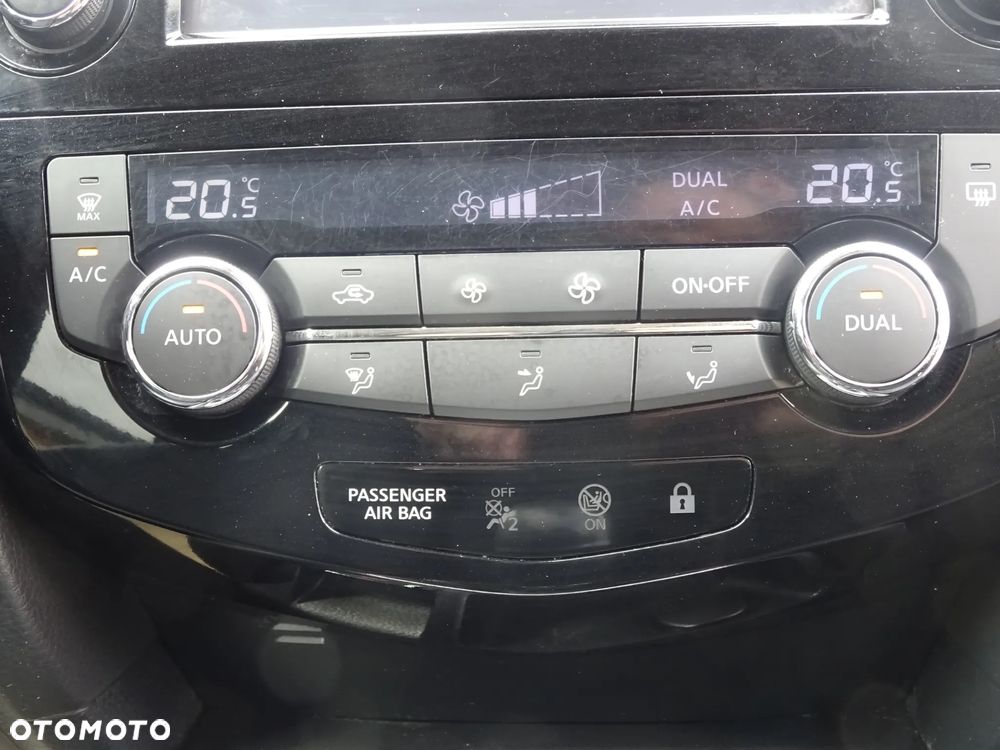 20.5 °C
DUAL
A/C
20.5 °C
MAX
A/C
AUTO
ON·OFF
DUAL
PASSENGER
AIR BAG
OFF
2
ON
OTOMOTO